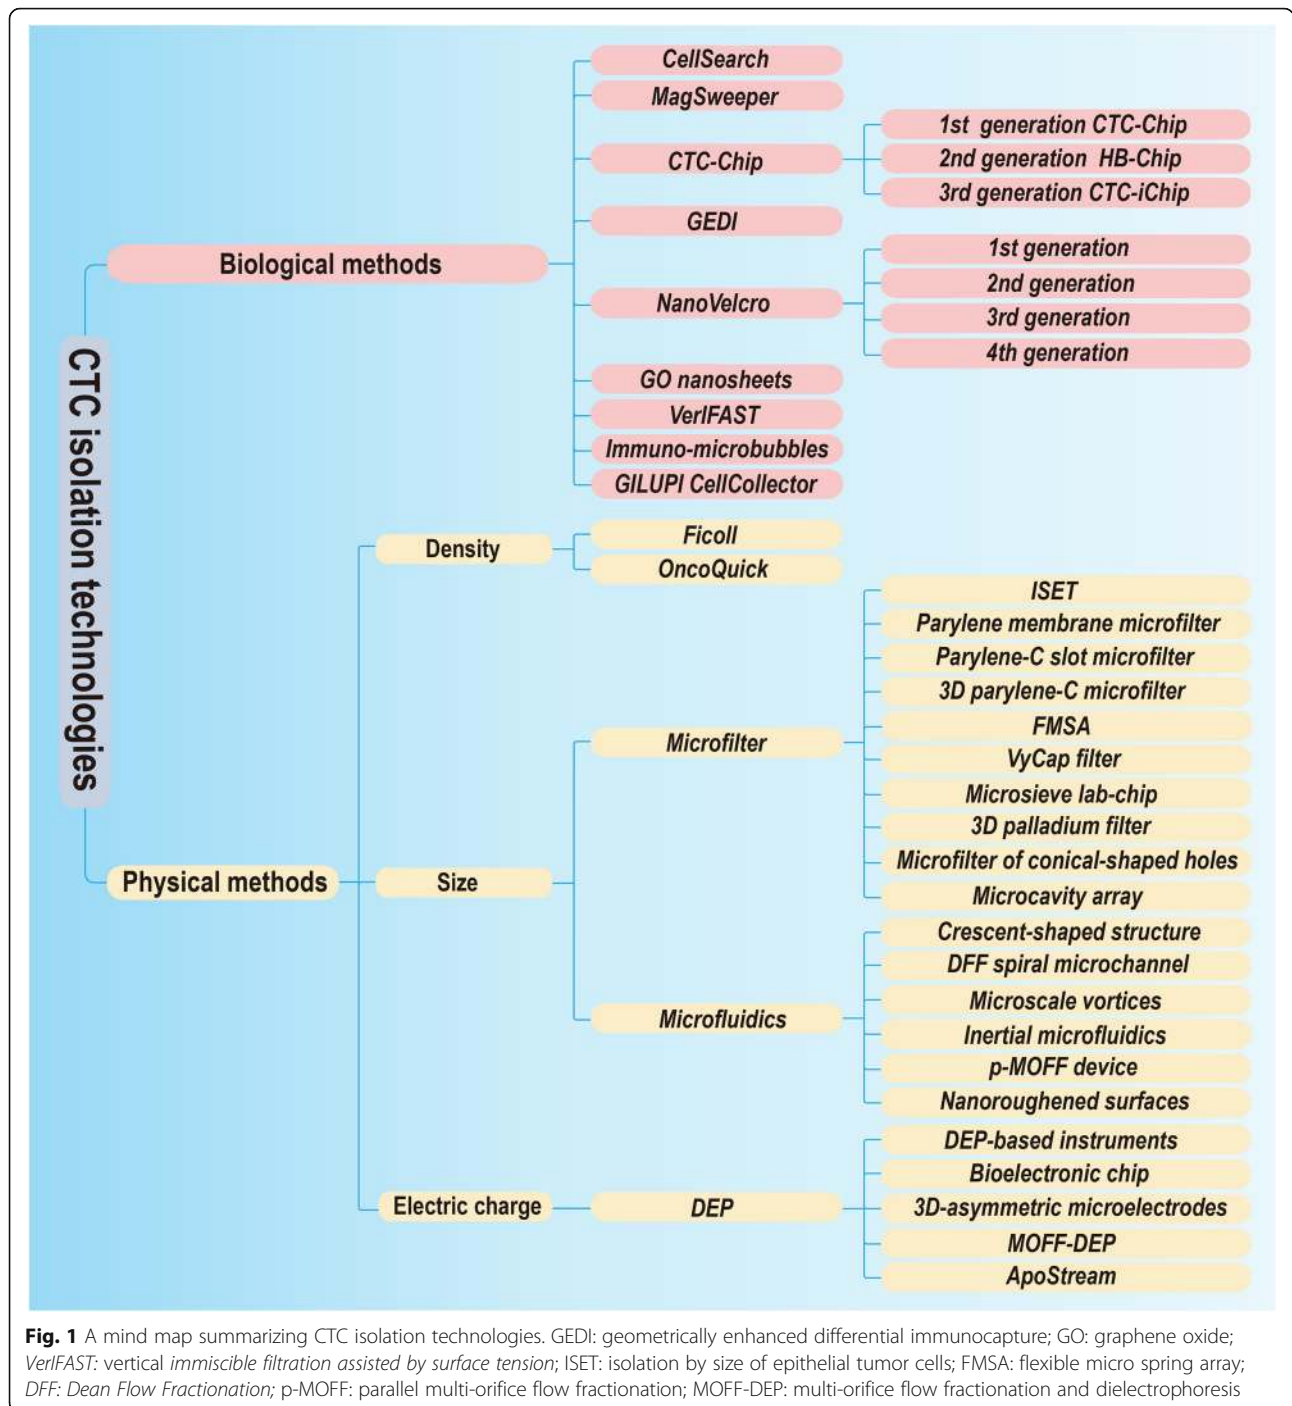 CTC isolation technologies
Biological methods
CellSearch
MagSweeper
CTC-Chip
1st generation CTC-Chip
2nd generation HB-Chip
3rd generation CTC-iChip
GEDI
NanoVelcro
1st generation
2nd generation
3rd generation
4th generation
GO nanosheets
VerIFAST
Immuno-microbubbles
GILUPI CellCollector
Physical methods
Density
Ficoll
OncoQuick
Size
Microfilter
ISET
Parylene membrane microfilter
Parylene-C slot microfilter
3D parylene-C microfilter
FMSA
VyCap filter
Microsieve lab-chip
3D palladium filter
Microfilter of conical-shaped holes
Microcavity array
Microfluidics
Crescent-shaped structure
DFF spiral microchannel
Microscale vortices
Inertial microfluidics
p-MOFF device
Nanoroughened surfaces
Electric charge
DEP
DEP-based instruments
Bioelectronic chip
3D-asymmetric microelectrodes
MOFF-DEP
ApoStream
Fig. 1 A mind map summarizing CTC isolation technologies. GEDI: geometrically enhanced differential immunocapture; GO: graphene oxide;
VerIFAST: vertical immiscible filtration assisted by surface tension; ISET: isolation by size of epithelial tumor cells; FMSA: flexible micro spring array;
DFF: Dean Flow Fractionation; p-MOFF: parallel multi-orifice flow fractionation; MOFF-DEP: multi-orifice flow fractionation and dielectrophoresis